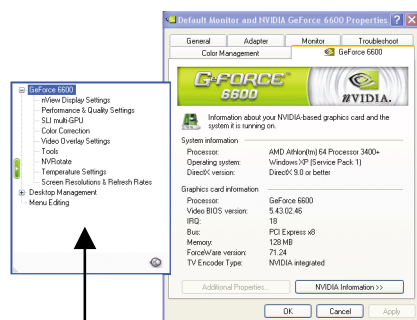 Default Monitor and NVIDIA GeForce 6600 Properties
General Adapter Monitor Troubleshoot
Color Management GeForce 6600
GeFORCE™
6600
nVIDIA.
Information about your NVIDIA-based graphics card and the
system it is running on.
System information
Processor: AMD Athlon(tm) 64 Processor 3400+
Operating system: Windows XP (Service Pack 1)
DirectX version: DirectX 9.0 or better
Graphics card information
Processor: GeForce 6600
Video BIOS version: 5.43.02.46
IRQ: 18
Bus: PCI Express x8
Memory: 128 MB
ForceWare version: 71.24
TV Encoder Type: NVIDIA integrated
Additional Properties... NVIDIA Information >>
OK Cancel Apply
GeForce 6600
nView Display Settings
Performance & Quality Settings
SLI multi-GPU
Color Correction
Video Overlay Settings
Tools
NVRotate
Temperature Settings
Screen Resolutions & Refresh Rates
Desktop Management
Menu Editing